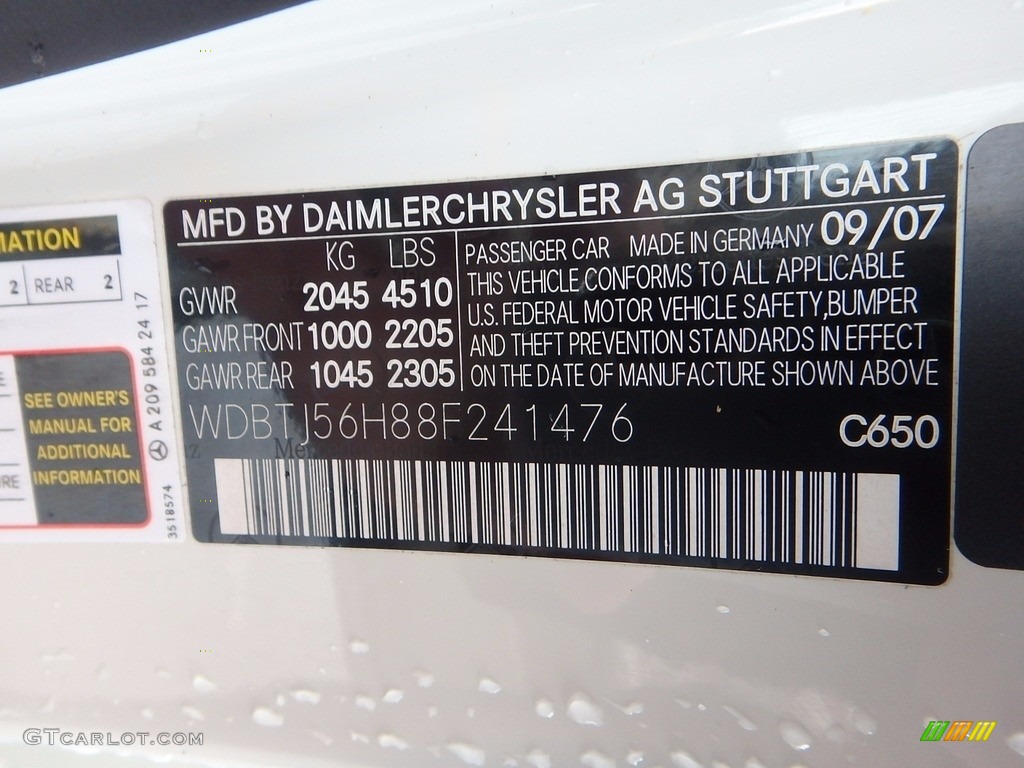 MFD BY DAIMLERCHRYSLER AG STUTTGART
KG LBS
GVWR 2045 4510
GAWR FRONT 1000 2205
GAWR REAR 1045 2305
PASSENGER CAR MADE IN GERMANY 09/07
THIS VEHICLE CONFORMS TO ALL APPLICABLE
U.S. FEDERAL MOTOR VEHICLE SAFETY, BUMPER
AND THEFT PREVENTION STANDARDS IN EFFECT
ON THE DATE OF MANUFACTURE SHOWN ABOVE
WDBTJ56H88F241476
C650
MATION
2 REAR 2
SEE OWNER'S
MANUAL FOR
ADDITIONAL
INFORMATION
A 209 584 24 17
3518574
GTCARLOT.COM